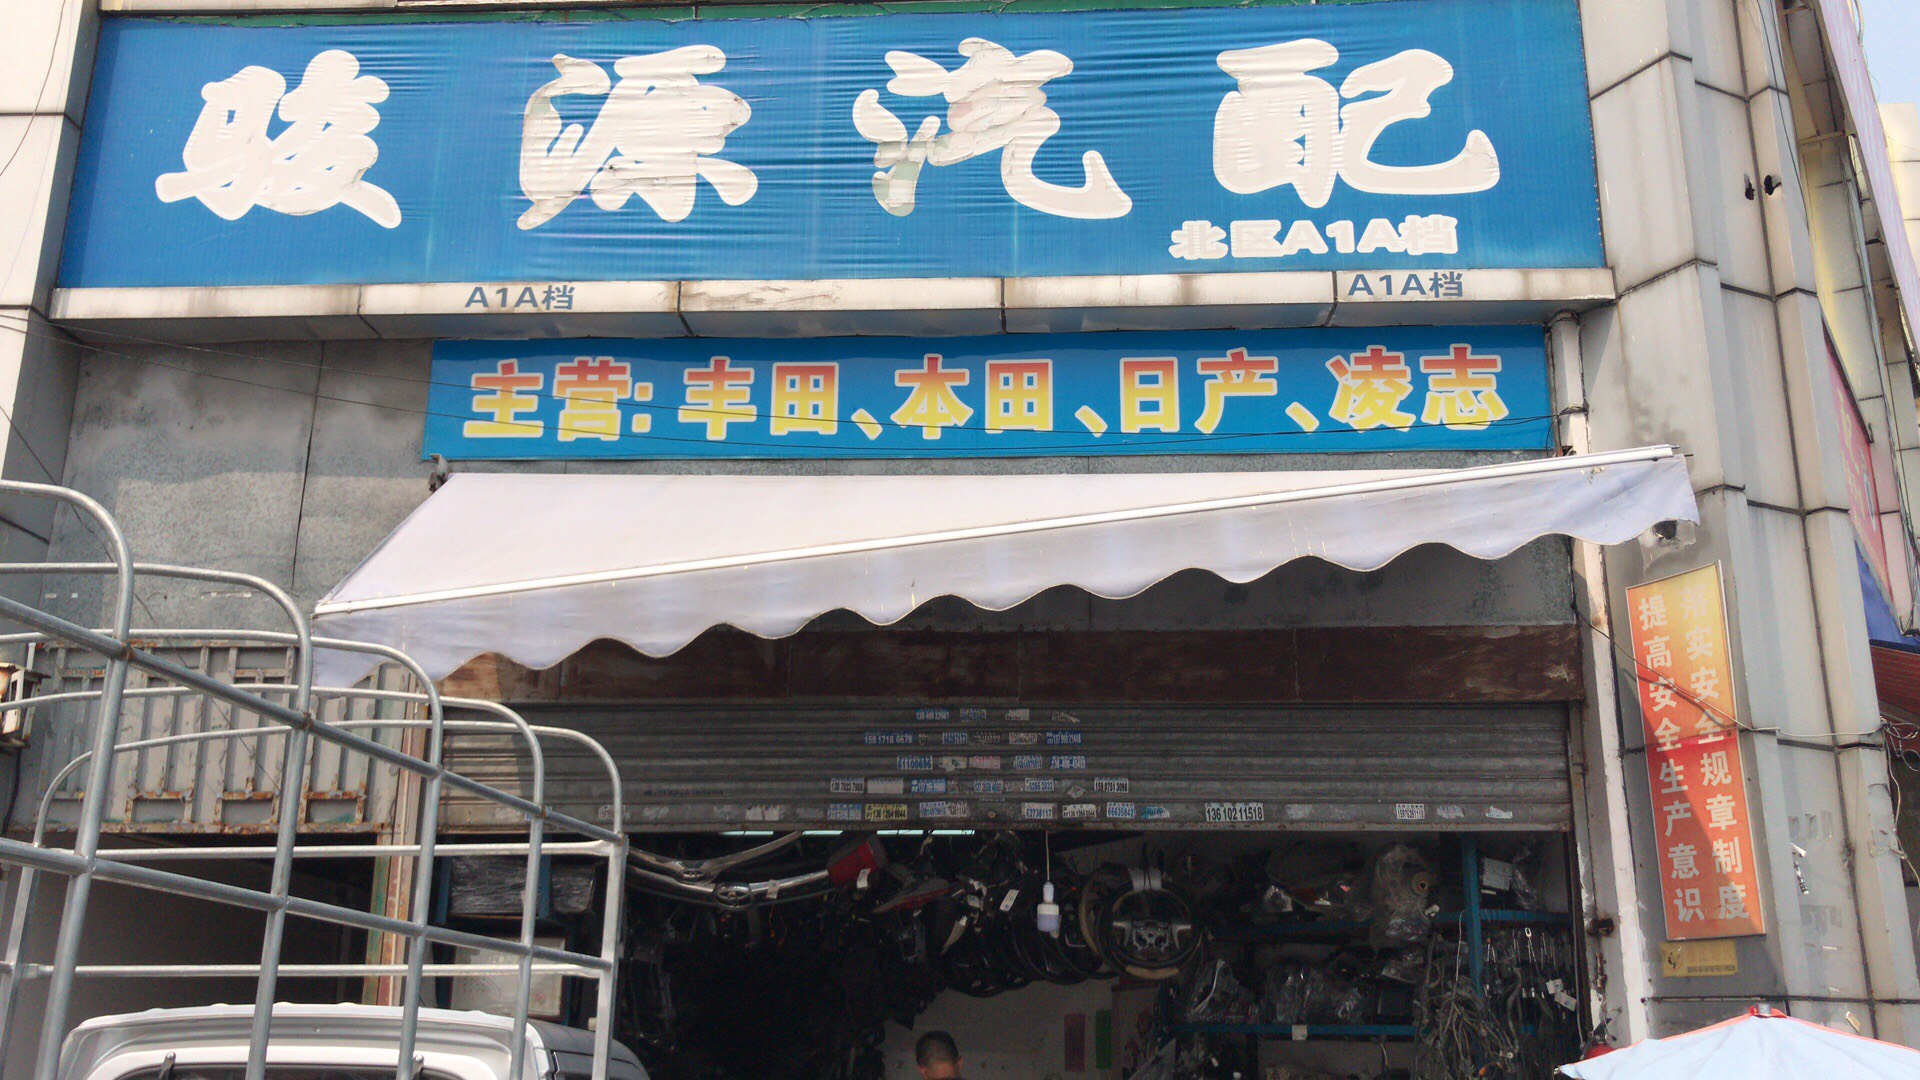 骏源汽配
北区A1A档
A1A档
A1A档
主营：丰田、本田、日产、凌志
落实安全规章制度
提高安全生产意识
13610211518